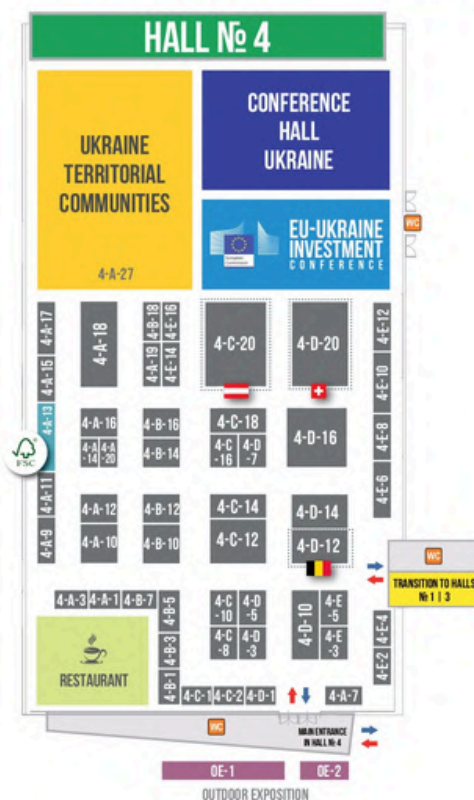 HALL № 4
UKRAINE
TERRITORIAL
COMMUNITIES
4-A-27
CONFERENCE
HALL
UKRAINE
European
Commission
EU-UKRAINE
INVESTMENT
CONFERENCE
WC
4-A-17
4-A-15
4-A-18
4-B-18
4-E-16
4-A-19
4-E-14
4-C-20
4-D-20
4-E-12
4-E-10
4-A-13
FSC
4-A-16
4-A
-14
4-A
-20
4-B-16
4-B-14
4-C-18
4-C
-16
4-D
-7
4-D-16
4-E-8
4-E-6
4-A-11
4-A-9
4-A-12
4-A-10
4-B-12
4-B-10
4-C-14
4-C-12
4-D-14
4-D-12
WC
TRANSITION TO HALLS
№ 1 | 3
4-A-3
4-A-1
4-B-7
4-B-5
4-B-3
4-B-1
4-C
-10
4-D
-5
4-C
-8
4-D
-3
4-D-10
4-E
-5
4-E
-3
4-E-4
4-E-2
RESTAURANT
4-C-1
4-C-2
4-D-1
4-A-7
WC
MAIN ENTRANCE
IN HALL № 4
OE-1
OE-2
OUTDOOR EXPOSITION